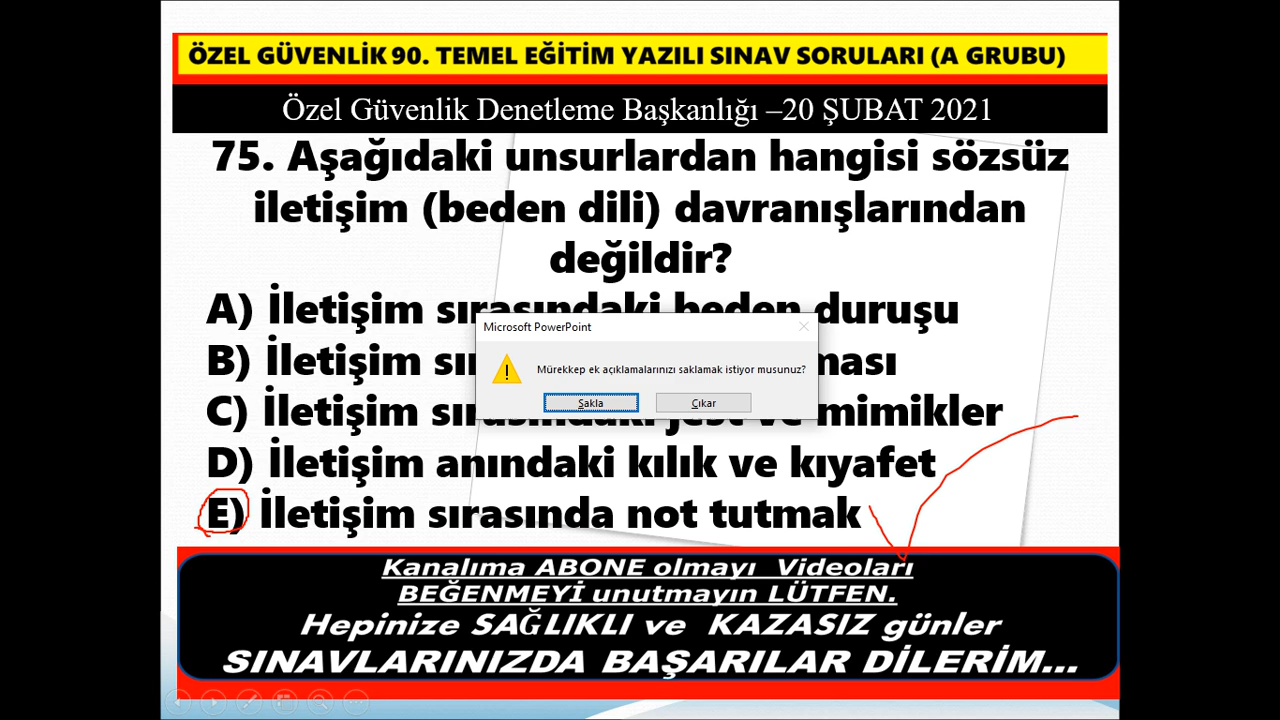 ÖZEL GÜVENLİK 90. TEMEL EĞİTİM YAZILI SINAV SORULARI (A GRUBU)
Özel Güvenlik Denetleme Başkanlığı –20 ŞUBAT 2021
75. Aşağıdaki unsurlardan hangisi sözsüz
iletişim (beden dili) davranışlarından
değildir?
A) İletişim sırasındaki beden duruşu
Microsoft PowerPoint
Mürekkep ek açıklamalarınızı saklamak istiyor musunuz?
Sakla
Çıkar
B) İletişim
C) İletişim sırasındaki jest ve mimikler
D) İletişim anındaki kılık ve kıyafet
E) İletişim sırasında not tutmak
Kanalıma ABONE olmayı Videoları
BEĞENMEYİ unutmayın LÜTFEN.
Hepinize SAĞLIKLI ve KAZASIZ günler
SINAVLARINIZDA BAŞARILAR DİLERİM...